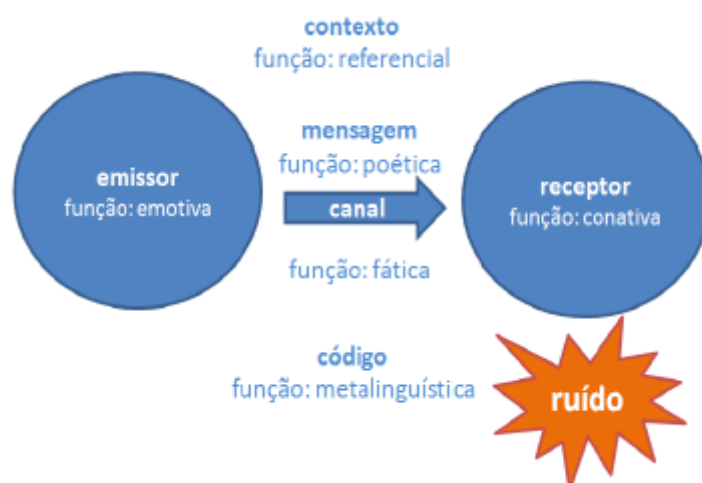 contexto
função: referencial
mensagem
função: poética
emissor
função: emotiva
canal
receptor
função: conativa
função: fática
código
função: metalinguística
ruído